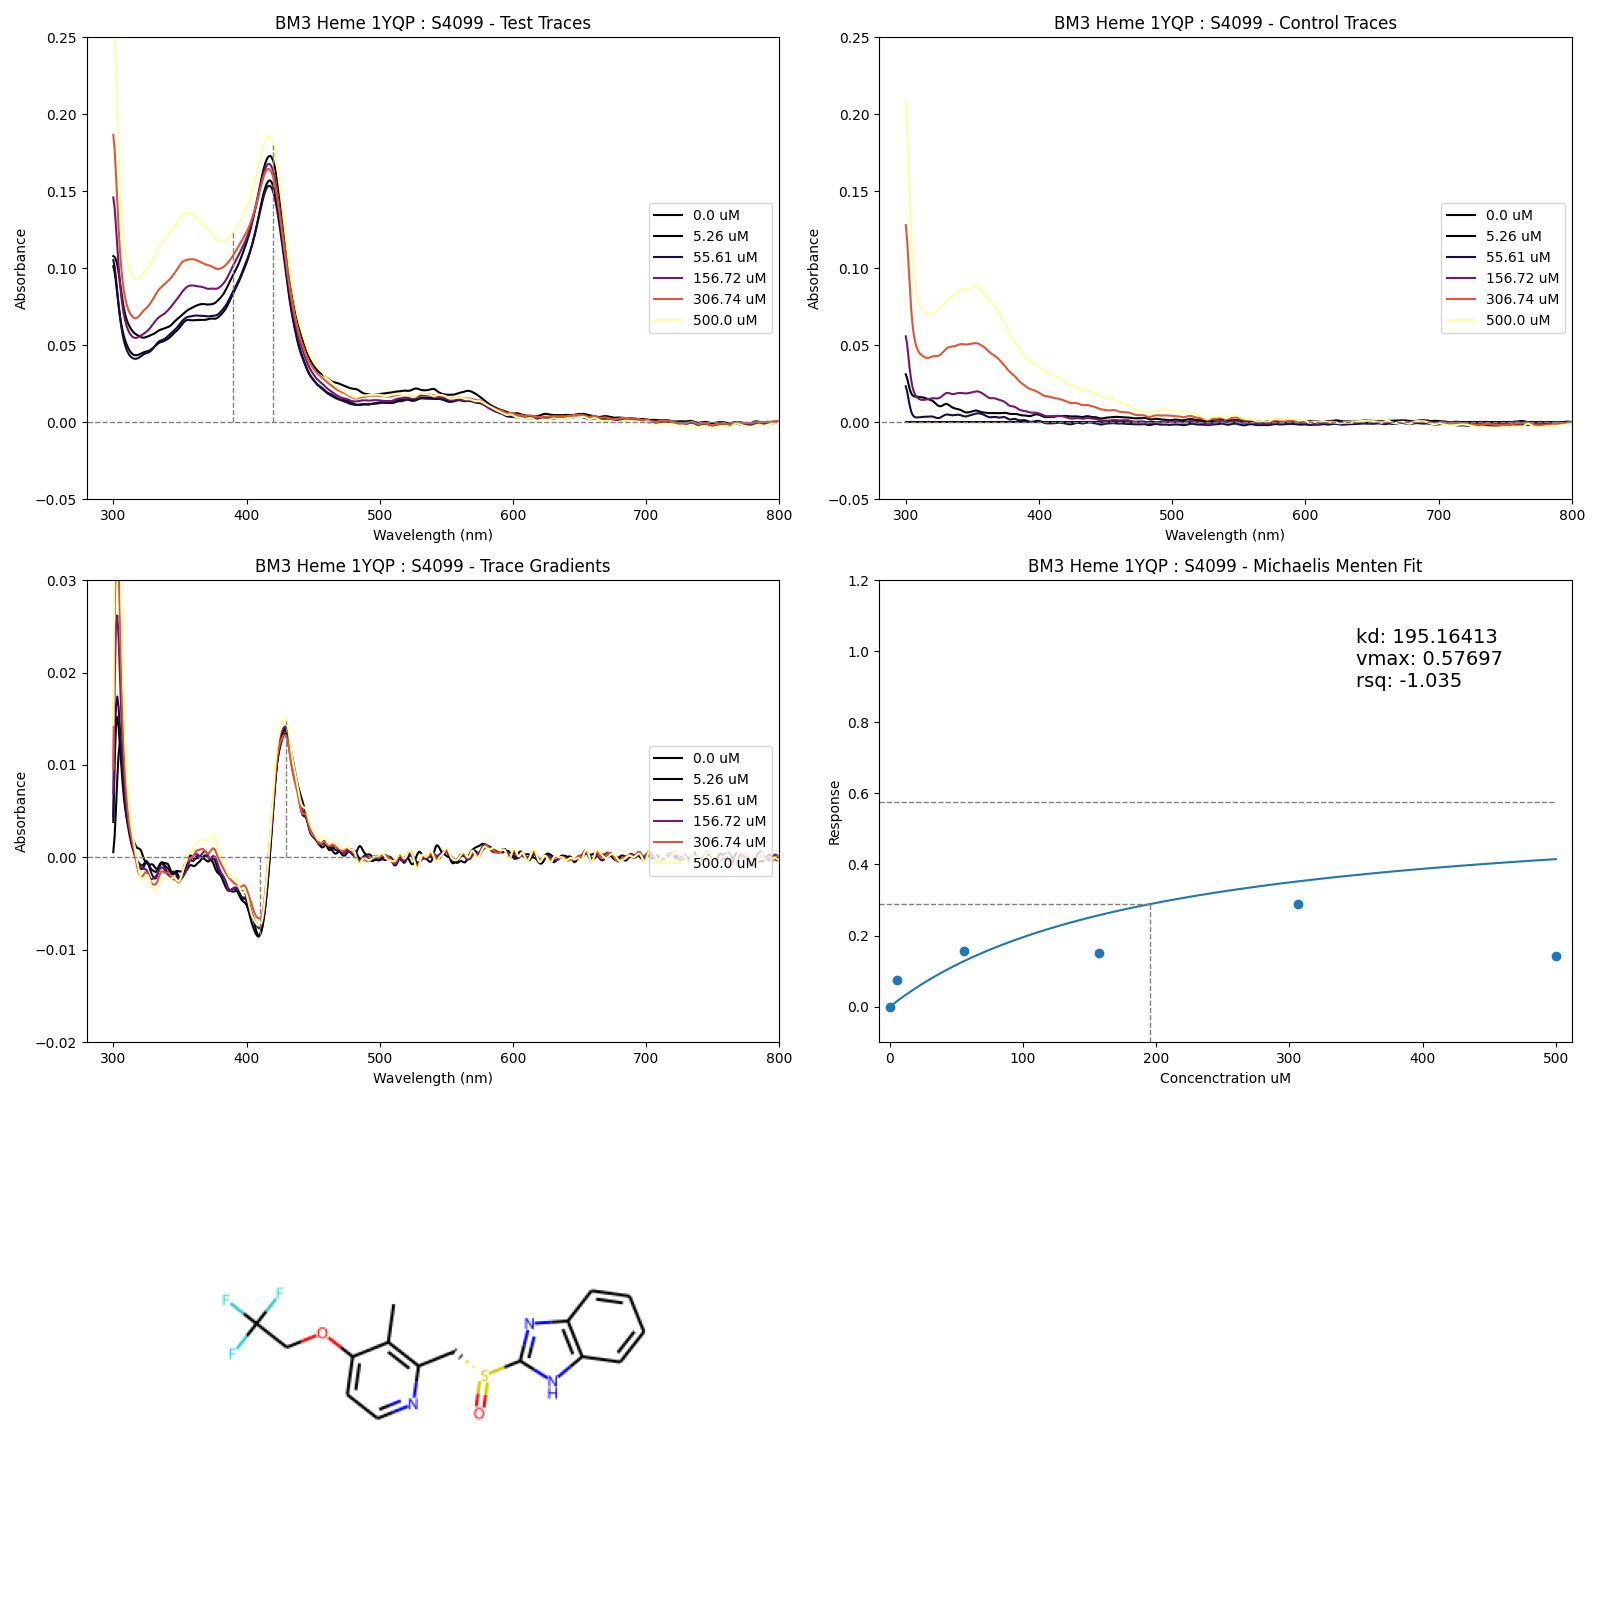 BM3 Heme 1YQP : S4099 - Test Traces
0.25
0.20
0.15
0.10
0.05
0.00
−0.05
Absorbance
0.0 uM
5.26 uM
55.61 uM
156.72 uM
306.74 uM
500.0 uM
300 400 500 600 700 800
Wavelength (nm)
BM3 Heme 1YQP : S4099 - Control Traces
0.25
0.20
0.15
0.10
0.05
0.00
−0.05
Absorbance
0.0 uM
5.26 uM
55.61 uM
156.72 uM
306.74 uM
500.0 uM
300 400 500 600 700 800
Wavelength (nm)
BM3 Heme 1YQP : S4099 - Trace Gradients
0.03
0.02
0.01
0.00
−0.01
−0.02
Absorbance
0.0 uM
5.26 uM
55.61 uM
156.72 uM
306.74 uM
500.0 uM
300 400 500 600 700 800
Wavelength (nm)
BM3 Heme 1YQP : S4099 - Michaelis Menten Fit
1.2
1.0
0.8
0.6
0.4
0.2
0.0
Response
kd: 195.16413
vmax: 0.57697
rsq: -1.035
0 100 200 300 400 500
Concenctration uM
F
F
F
O
N
S
O
N
N
H